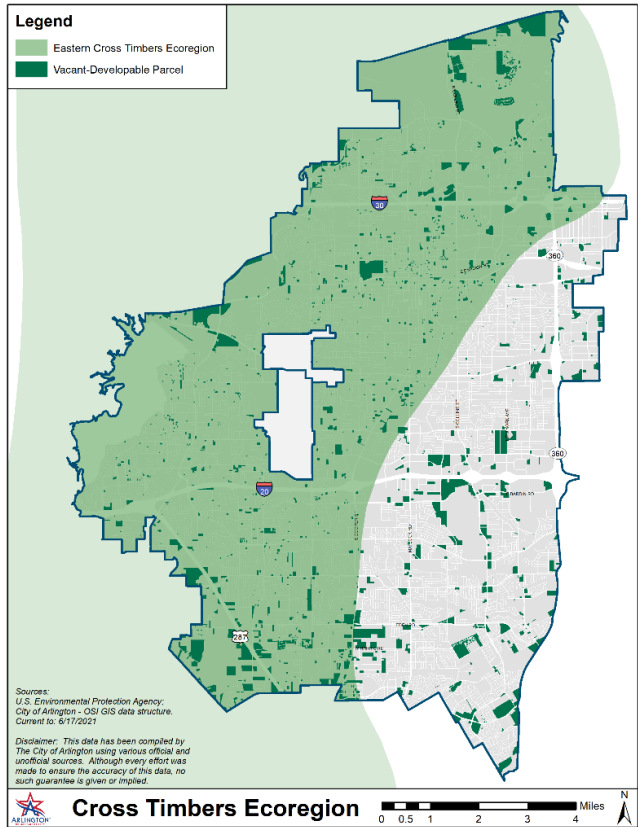 Legend
Eastern Cross Timbers Ecoregion
Vacant-Developable Parcel
30
360
360
20
287
Sources:
U.S. Environmental Protection Agency;
City of Arlington - OSI GIS data structure.
Current to: 6/17/2021
Disclaimer: This data has been compiled by
The City of Arlington using various official and
unofficial sources. Although every effort was
made to ensure the accuracy of this data, no
such guarantee is given or implied.
ARLINGTON
Cross Timbers Ecoregion
0 0.5 1 2 3 4
Miles
N